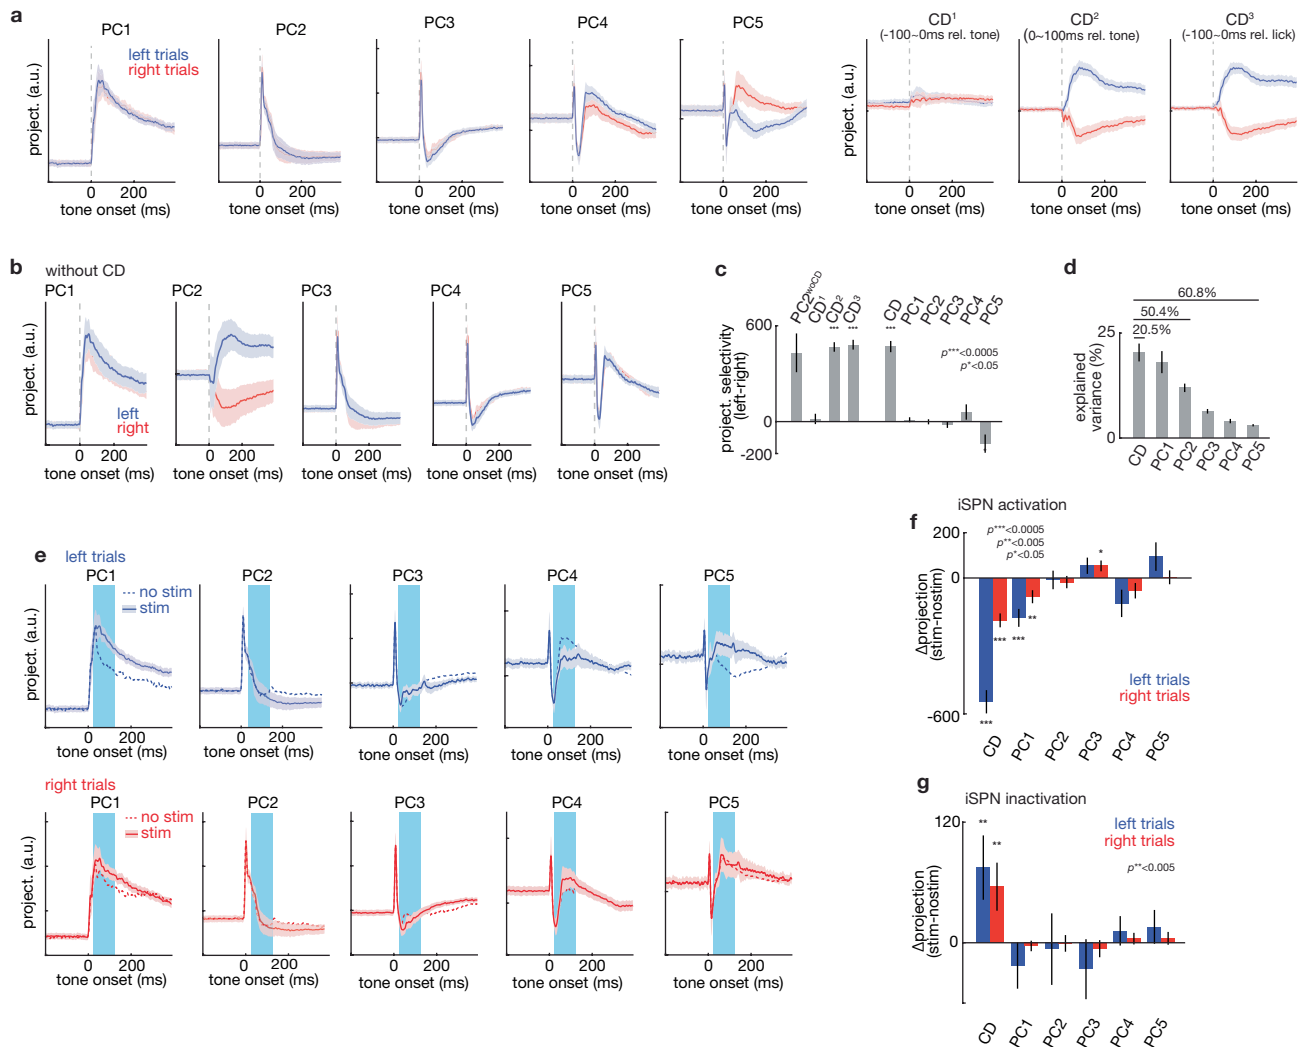 a
PC1
PC2
PC3
PC4
PC5
CD¹
(-100~0ms rel. tone)
CD²
(0~100ms rel. tone)
CD³
(-100~0ms rel. lick)
left trials
right trials
project. (a.u.)
project. (a.u.)
0 200
0 200
0 200
0 200
0 200
0 200
0 200
0 200
tone onset (ms)
tone onset (ms)
tone onset (ms)
tone onset (ms)
tone onset (ms)
tone onset (ms)
tone onset (ms)
tone onset (ms)
b
without CD
PC1
PC2
PC3
PC4
PC5
left
right
project. (a.u.)
0 200
0 200
0 200
0 200
0 200
tone onset (ms)
tone onset (ms)
tone onset (ms)
tone onset (ms)
tone onset (ms)
c
PC2woCD
CD¹
CD²
CD³
CD
PC1
PC2
PC3
PC4
PC5
*** *** ***
p***<0.0005
p*<0.05
project. selectivity
(left-right)
600
0
-200
d
60.8%
50.4%
20.5%
explained
variance (%)
25
0
CD
PC1
PC2
PC3
PC4
PC5
e
left trials
PC1
PC2
PC3
PC4
PC5
no stim
stim
project. (a.u.)
0 200
0 200
0 200
0 200
0 200
tone onset (ms)
tone onset (ms)
tone onset (ms)
tone onset (ms)
tone onset (ms)
right trials
PC1
PC2
PC3
PC4
PC5
no stim
stim
project. (a.u.)
0 200
0 200
0 200
0 200
0 200
tone onset (ms)
tone onset (ms)
tone onset (ms)
tone onset (ms)
tone onset (ms)
f
iSPN activation
p***<0.0005
p**<0.005
p*<0.05
Δprojection
(stim-nostim)
200
0
-600
*** *** *** ** *
left trials
right trials
CD
PC1
PC2
PC3
PC4
PC5
g
iSPN inactivation
left trials
right trials
p**<0.005
Δprojection
(stim-nostim)
120
0
** **
CD
PC1
PC2
PC3
PC4
PC5